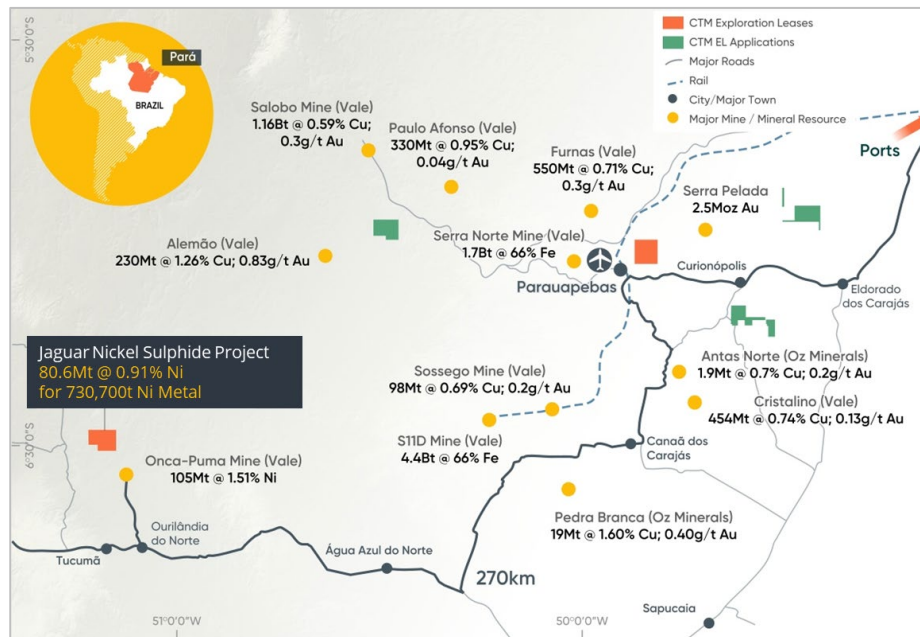 CTM Exploration Leases
CTM EL Applications
Major Roads
Rail
City/Major Town
Major Mine / Mineral Resource
Pará
BRAZIL
5°30'0"S
Salobo Mine (Vale)
1.16Bt @ 0.59% Cu;
0.3g/t Au
Paulo Afonso (Vale)
330Mt @ 0.95% Cu;
0.04g/t Au
Furnas (Vale)
550Mt @ 0.71% Cu;
0.3g/t Au
Ports
Serra Pelada
2.5Moz Au
Alemão (Vale)
230Mt @ 1.26% Cu; 0.83g/t Au
Serra Norte Mine (Vale)
1.7Bt @ 66% Fe
Parauapebas
Curionópolis
Eldorado
dos Carajás
Jaguar Nickel Sulphide Project
80.6Mt @ 0.91% Ni
for 730,700t Ni Metal
Sossego Mine (Vale)
98Mt @ 0.69% Cu; 0.2g/t Au
Antas Norte (Oz Minerals)
1.9Mt @ 0.7% Cu; 0.2g/t Au
Cristalino (Vale)
454Mt @ 0.74% Cu; 0.13g/t Au
S11D Mine (Vale)
4.4Bt @ 66% Fe
Canaã dos
Carajás
6°30'0"S
Onca-Puma Mine (Vale)
105Mt @ 1.51% Ni
Pedra Branca (Oz Minerals)
19Mt @ 1.60% Cu; 0.40g/t Au
Ourilândia
do Norte
Tucumã
Água Azul do Norte
270km
Sapucaia
51°0'0"W
50°0'0"W